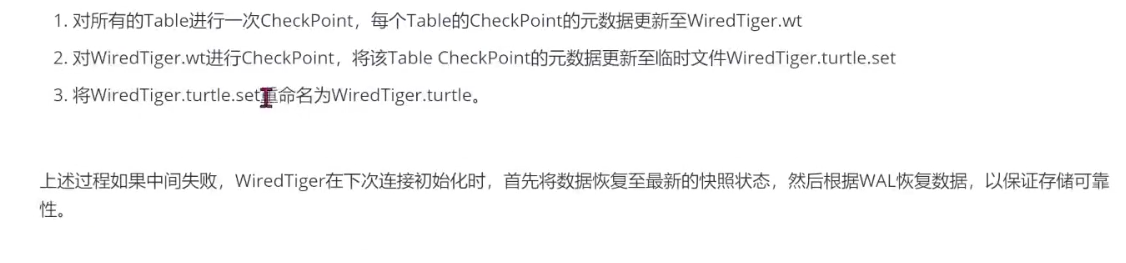 1. 对所有的Table进行一次CheckPoint，每个Table的CheckPoint的元数据更新至WiredTiger.wt
2. 对WiredTiger.wt进行CheckPoint，将该Table CheckPoint的元数据更新至临时文件WiredTiger.turtle.set
3. 将WiredTiger.turtle.set重命名为WiredTiger.turtle。
上述过程如果中间失败，WiredTiger在下次连接初始化时，首先将数据恢复至最新的快照状态，然后根据WAL恢复数据，以保证存储可靠
性。